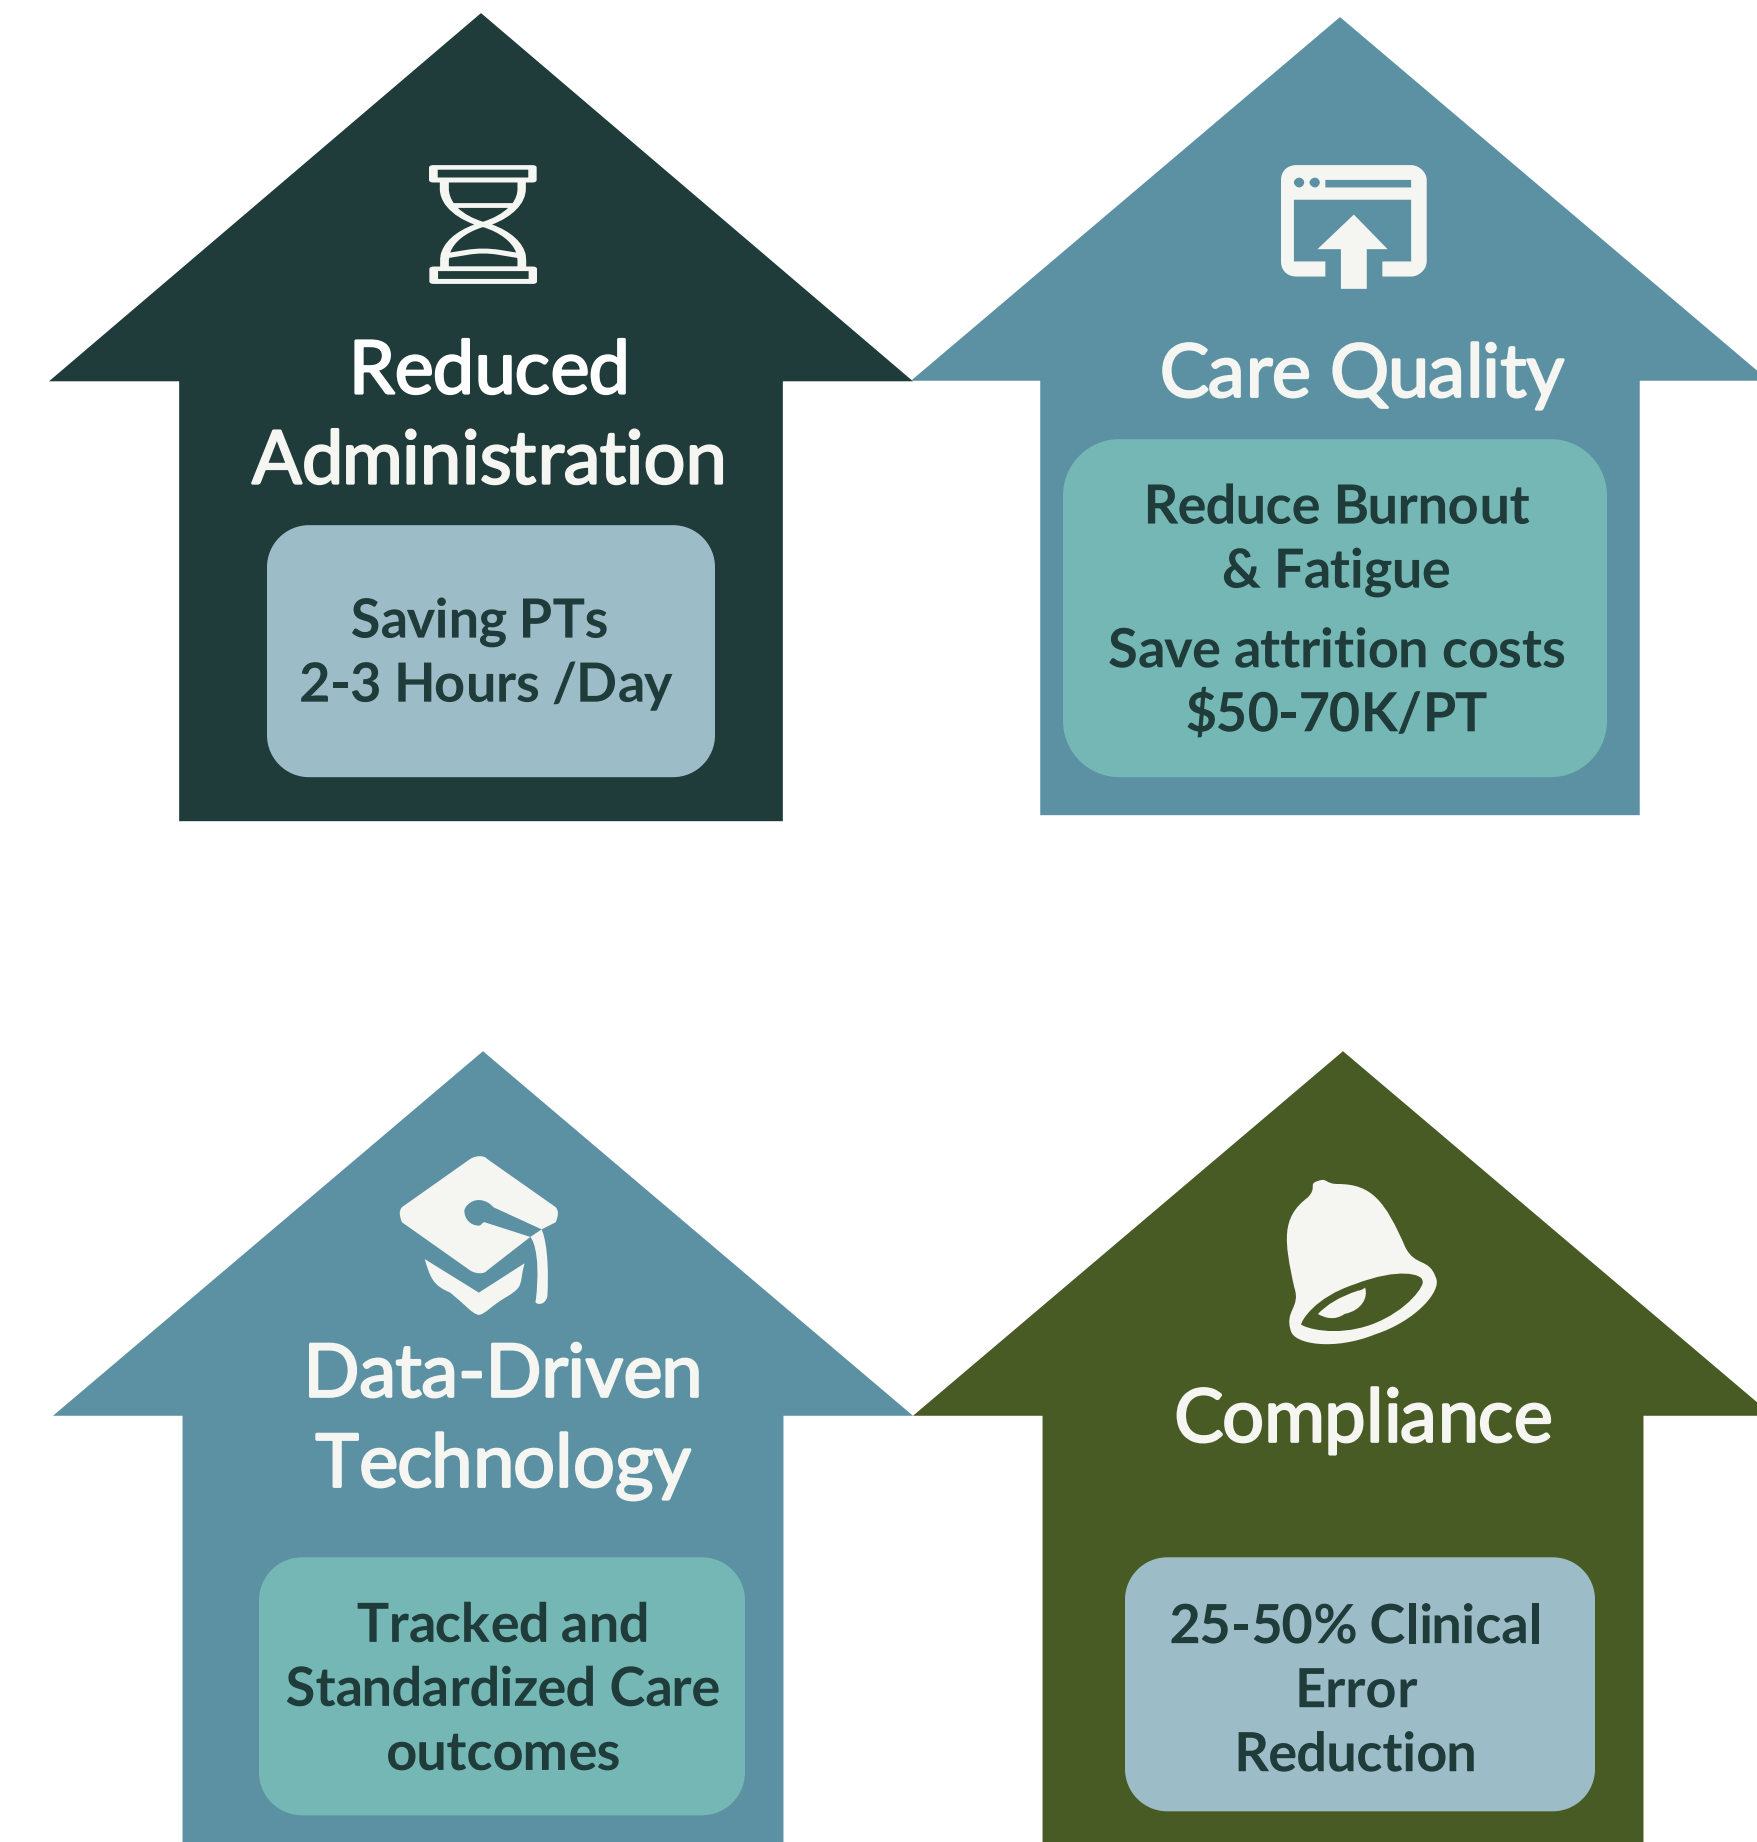 Reduced
Administration
Saving PTs
2-3 Hours /Day
Care Quality
Reduce Burnout
& Fatigue
Save attrition costs
$50-70K/PT
Data-Driven
Technology
Tracked and
Standardized Care
outcomes
Compliance
25-50% Clinical
Error
Reduction